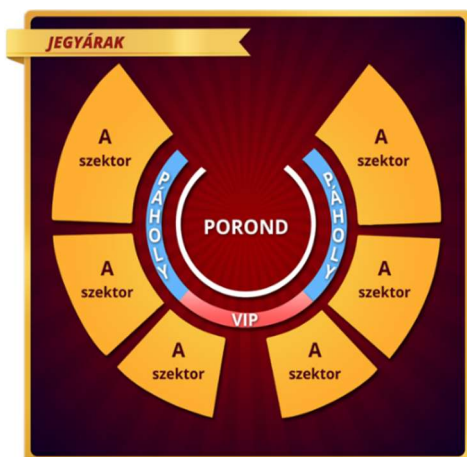 JEGYÁRAK
A
szektor
A
szektor
PÁHOLY
POROND
PÁHOLY
A
szektor
A
szektor
VIP
A
szektor
A
szektor